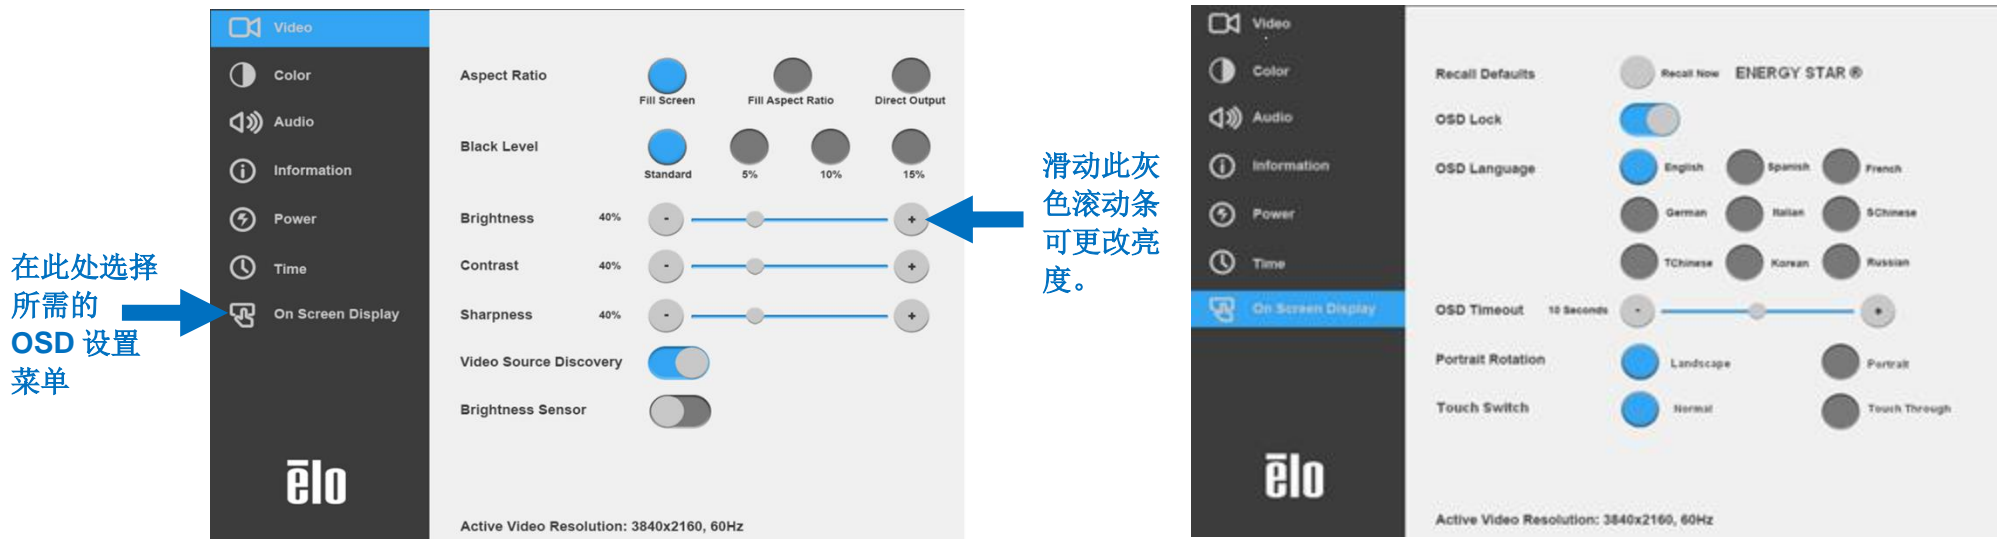 在此处选择
所需的
OSD 设置
菜单
Video
Color
Audio
Information
Power
Time
On Screen Display
ēlo
Aspect Ratio
Fill Screen
Fill Aspect Ratio
Direct Output
Black Level
Standard
5%
10%
15%
Brightness 40% - +
Contrast 40% - +
Sharpness 40% - +
Video Source Discovery
Brightness Sensor
Active Video Resolution: 3840x2160, 60Hz
滑动此灰
色滚动条
可更改亮
度。
Video
Color
Audio
Information
Power
Time
On Screen Display
ēlo
Recall Defaults Recall Now ENERGY STAR ®
OSD Lock
OSD Language English Spanish French
German Italian SChinese
TChinese Korean Russian
OSD Timeout 10 Seconds - +
Portrait Rotation Landscape Portrait
Touch Switch Normal Touch Through
Active Video Resolution: 3840x2160, 60Hz